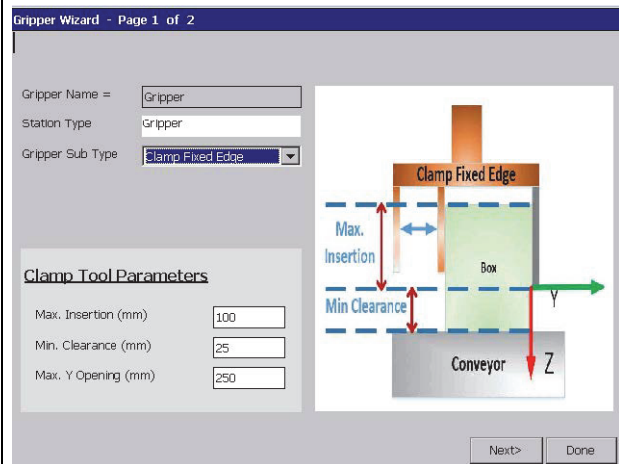 Gripper Wizard - Page 1 of 2
Gripper Name =
Gripper
Station Type
Gripper
Gripper Sub Type
Clamp Fixed Edge
Clamp Tool Parameters
Max. Insertion (mm)
100
Min. Clearance (mm)
25
Max. Y Opening (mm)
250
Clamp Fixed Edge
Max.
Insertion
Box
Min Clearance
Y
Conveyor
Z
Next>
Done